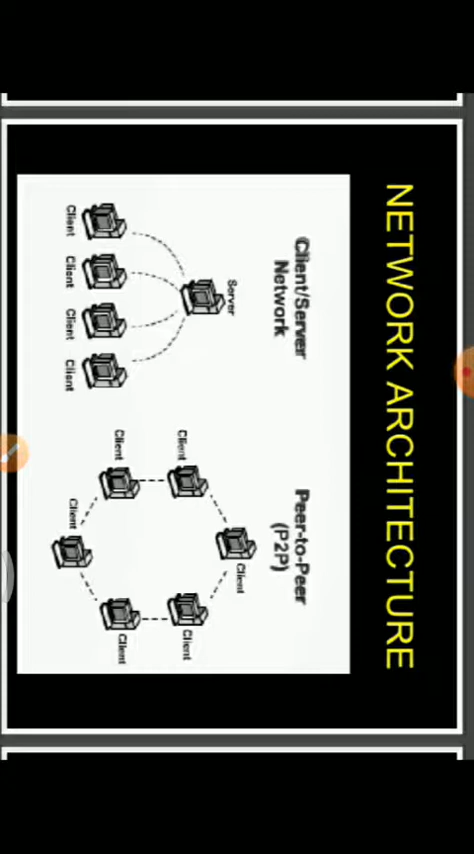 NETWORK ARCHITECTURE
Client/Server
Network
Server
Client
Client
Client
Client
Peer-to-Peer
(P2P)
Client
Client
Client
Client
Client
Client